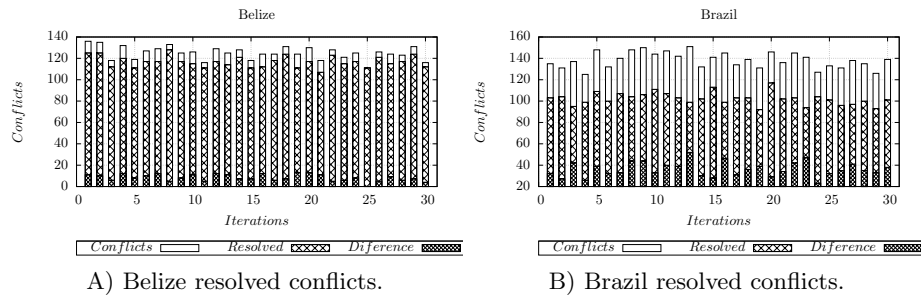 Belize
140
120
100
80
60
40
20
0
Conflicts
0 5 10 15 20 25 30
Iterations
Conflicts Resolved Diference
A) Belize resolved conflicts.
Brazil
160
140
120
100
80
60
40
20
Conflicts
0 5 10 15 20 25 30
Iterations
Conflicts Resolved Diference
B) Brazil resolved conflicts.